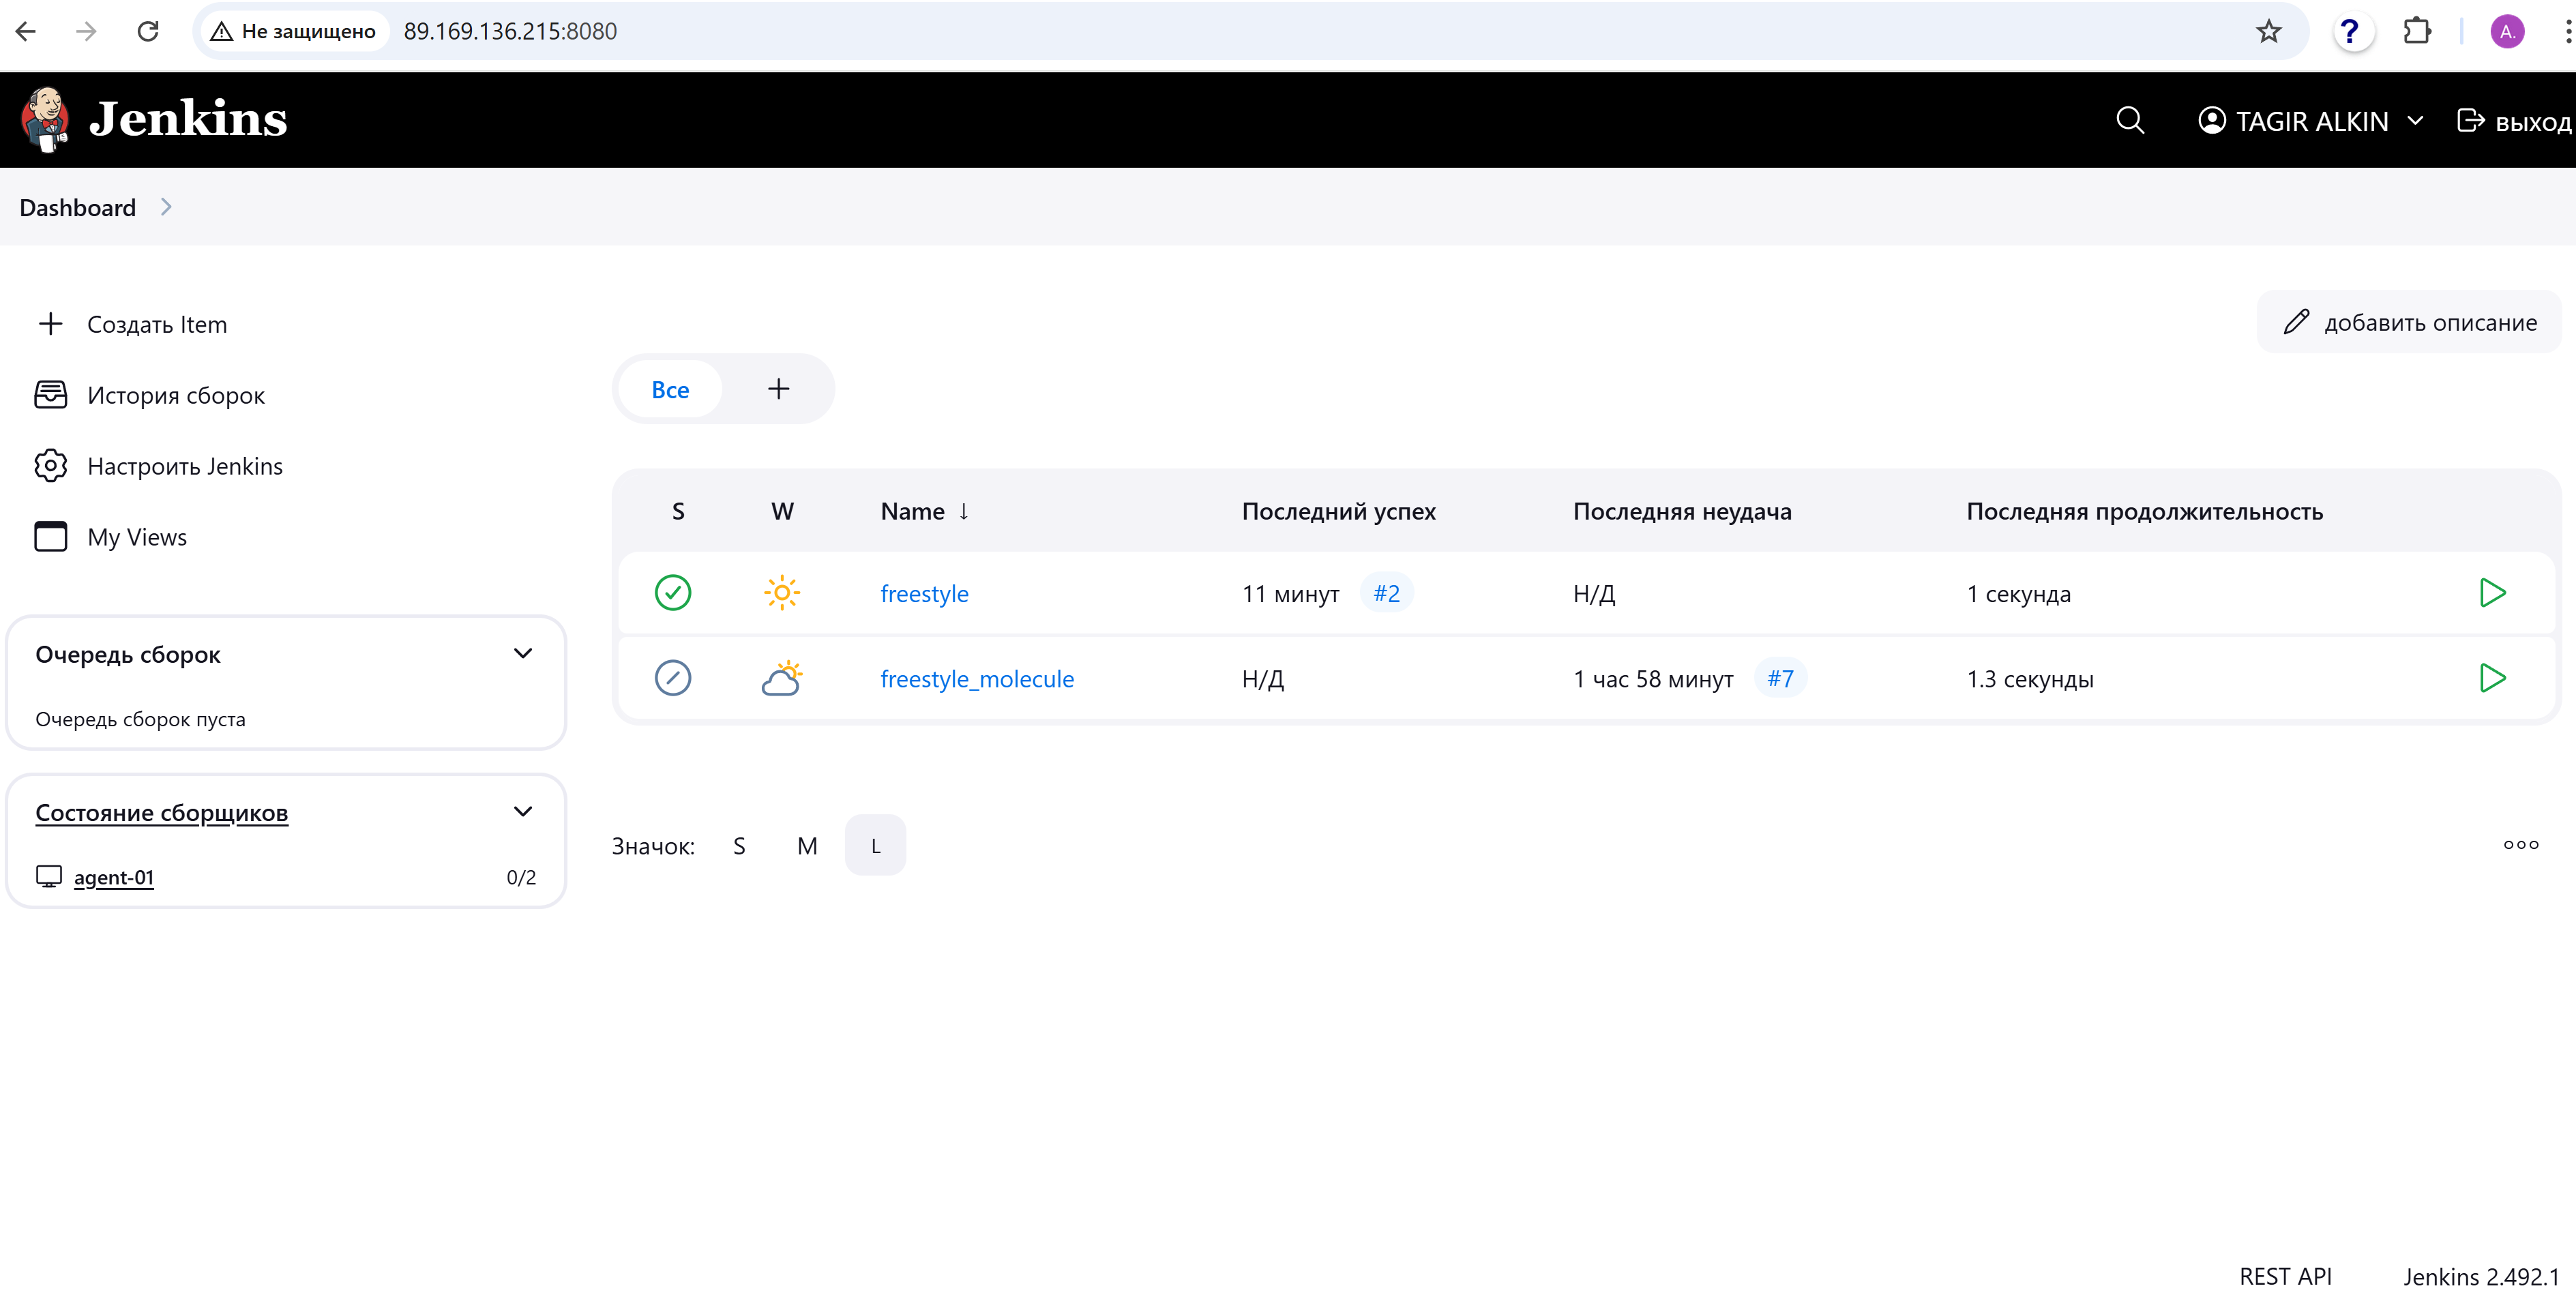 Не защищено 89.169.136.215:8080 ? A.
Jenkins TAGIR ALKIN выход
Dashboard
Создать Item
История сборок
Настроить Jenkins
My Views
Очередь сборок
Очередь сборок пуста
Состояние сборщиков
agent-01 0/2
добавить описание
Все +
S W Name ↓ Последний успех Последняя неудача Последняя продолжительность
freestyle 11 минут #2 Н/Д 1 секунда
freestyle_molecule Н/Д 1 час 58 минут #7 1.3 секунды
Значок: S M L
REST API Jenkins 2.492.1